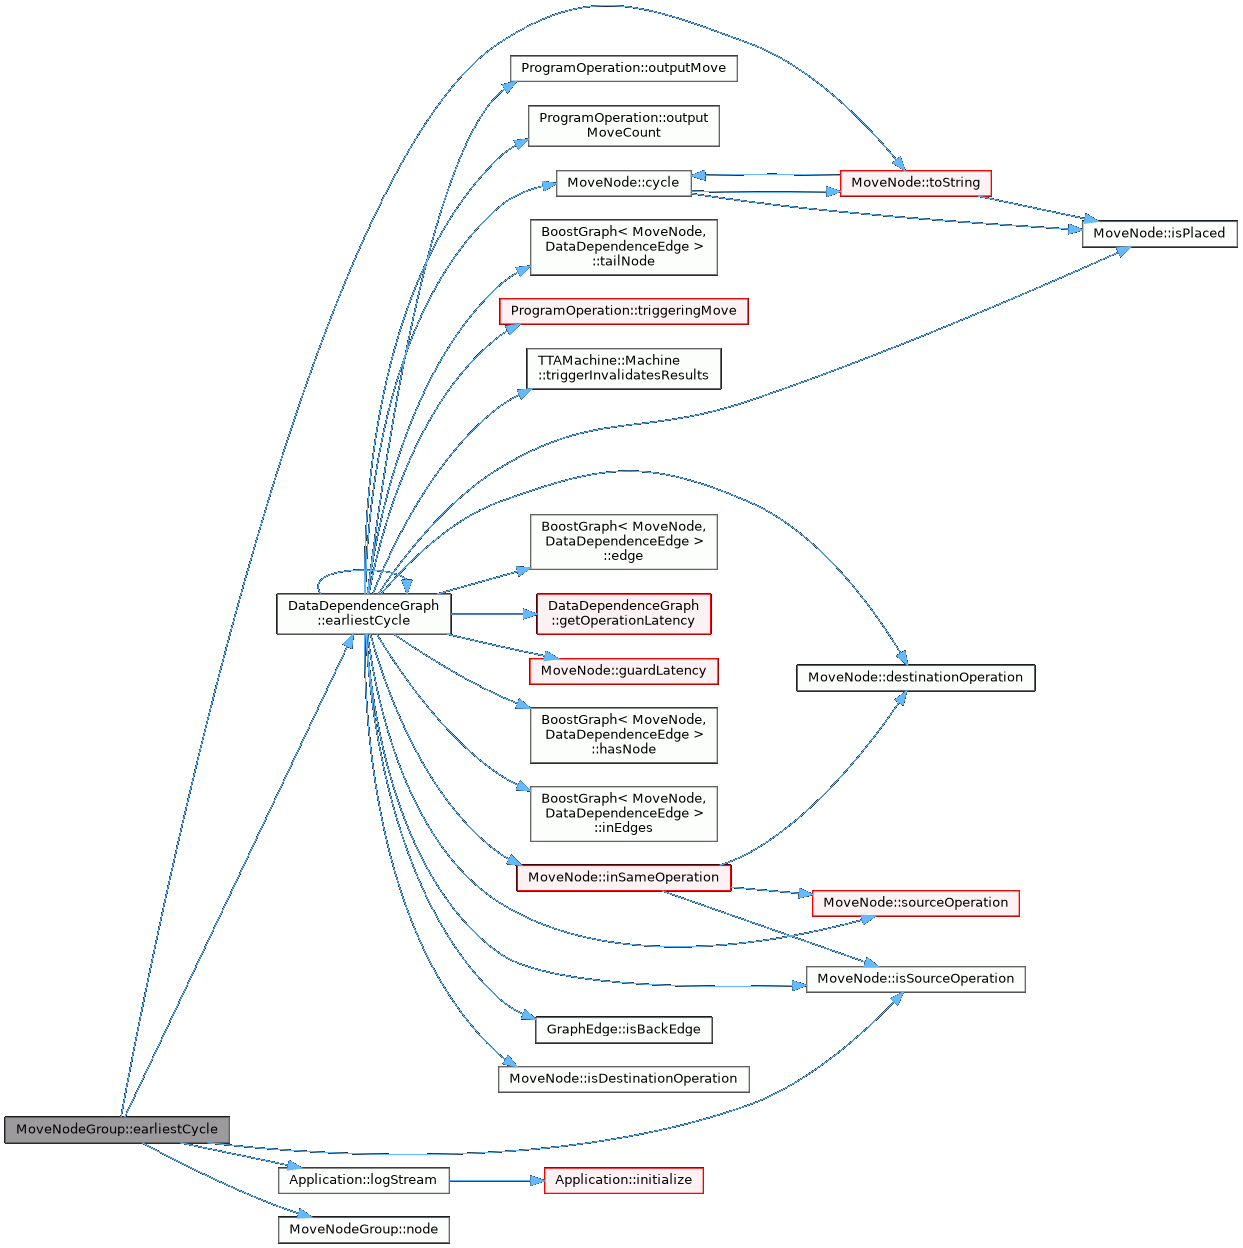 ProgramOperation::outputMove
ProgramOperation::output
MoveCount
MoveNode::cycle
MoveNode::toString
MoveNode::isPlaced
BoostGraph< MoveNode,
DataDependenceEdge >
::tailNode
ProgramOperation::triggeringMove
TTAMachine::Machine
::triggerInvalidatesResults
BoostGraph< MoveNode,
DataDependenceEdge >
::edge
DataDependenceGraph
::earliestCycle
DataDependenceGraph
::getOperationLatency
MoveNode::guardLatency
MoveNode::destinationOperation
BoostGraph< MoveNode,
DataDependenceEdge >
::hasNode
BoostGraph< MoveNode,
DataDependenceEdge >
::inEdges
MoveNode::inSameOperation
MoveNode::sourceOperation
MoveNode::isSourceOperation
GraphEdge::isBackEdge
MoveNode::isDestinationOperation
MoveNodeGroup::earliestCycle
Application::logStream
Application::initialize
MoveNodeGroup::node